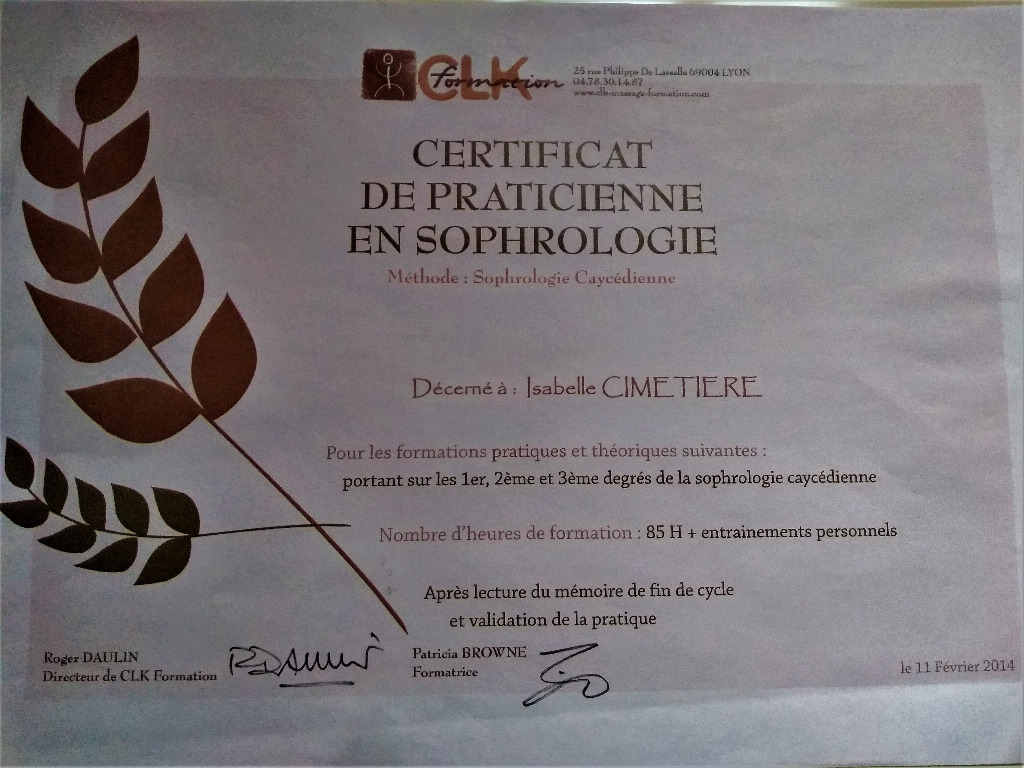 CLK
formation
25 rue Philippe De Lassalle 69004 LYON
04.78.30.14.87
www.clk-massage-formation.com
CERTIFICAT
DE PRATICIENNE
EN SOPHROLOGIE
Méthode : Sophrologie Caycédienne
Décerné à : Isabelle CIMETIERE
Pour les formations pratiques et théoriques suivantes :
portant sur les 1er, 2ème et 3ème degrés de la sophrologie caycédienne
Nombre d'heures de formation : 85 H + entrainements personnels
Après lecture du mémoire de fin de cycle
et validation de la pratique
Roger DAULIN
Directeur de CLK Formation
Patricia BROWNE
Formatrice
le 11 Février 2014